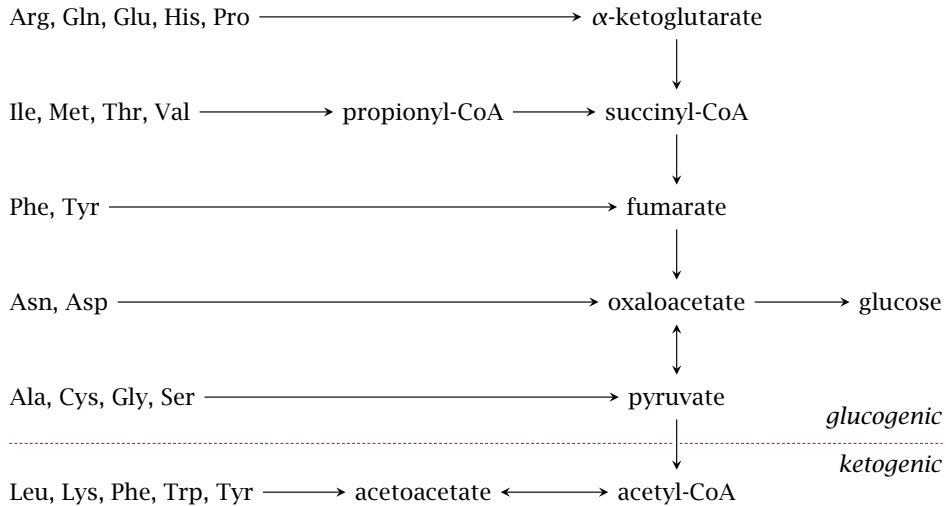 Arg, Gln, Glu, His, Pro α-ketoglutarate
Ile, Met, Thr, Val propionyl-CoA succinyl-CoA
Phe, Tyr fumarate
Asn, Asp oxaloacetate glucose
Ala, Cys, Gly, Ser pyruvate
glucogenic
ketogenic
Leu, Lys, Phe, Trp, Tyr acetoacetate acetyl-CoA